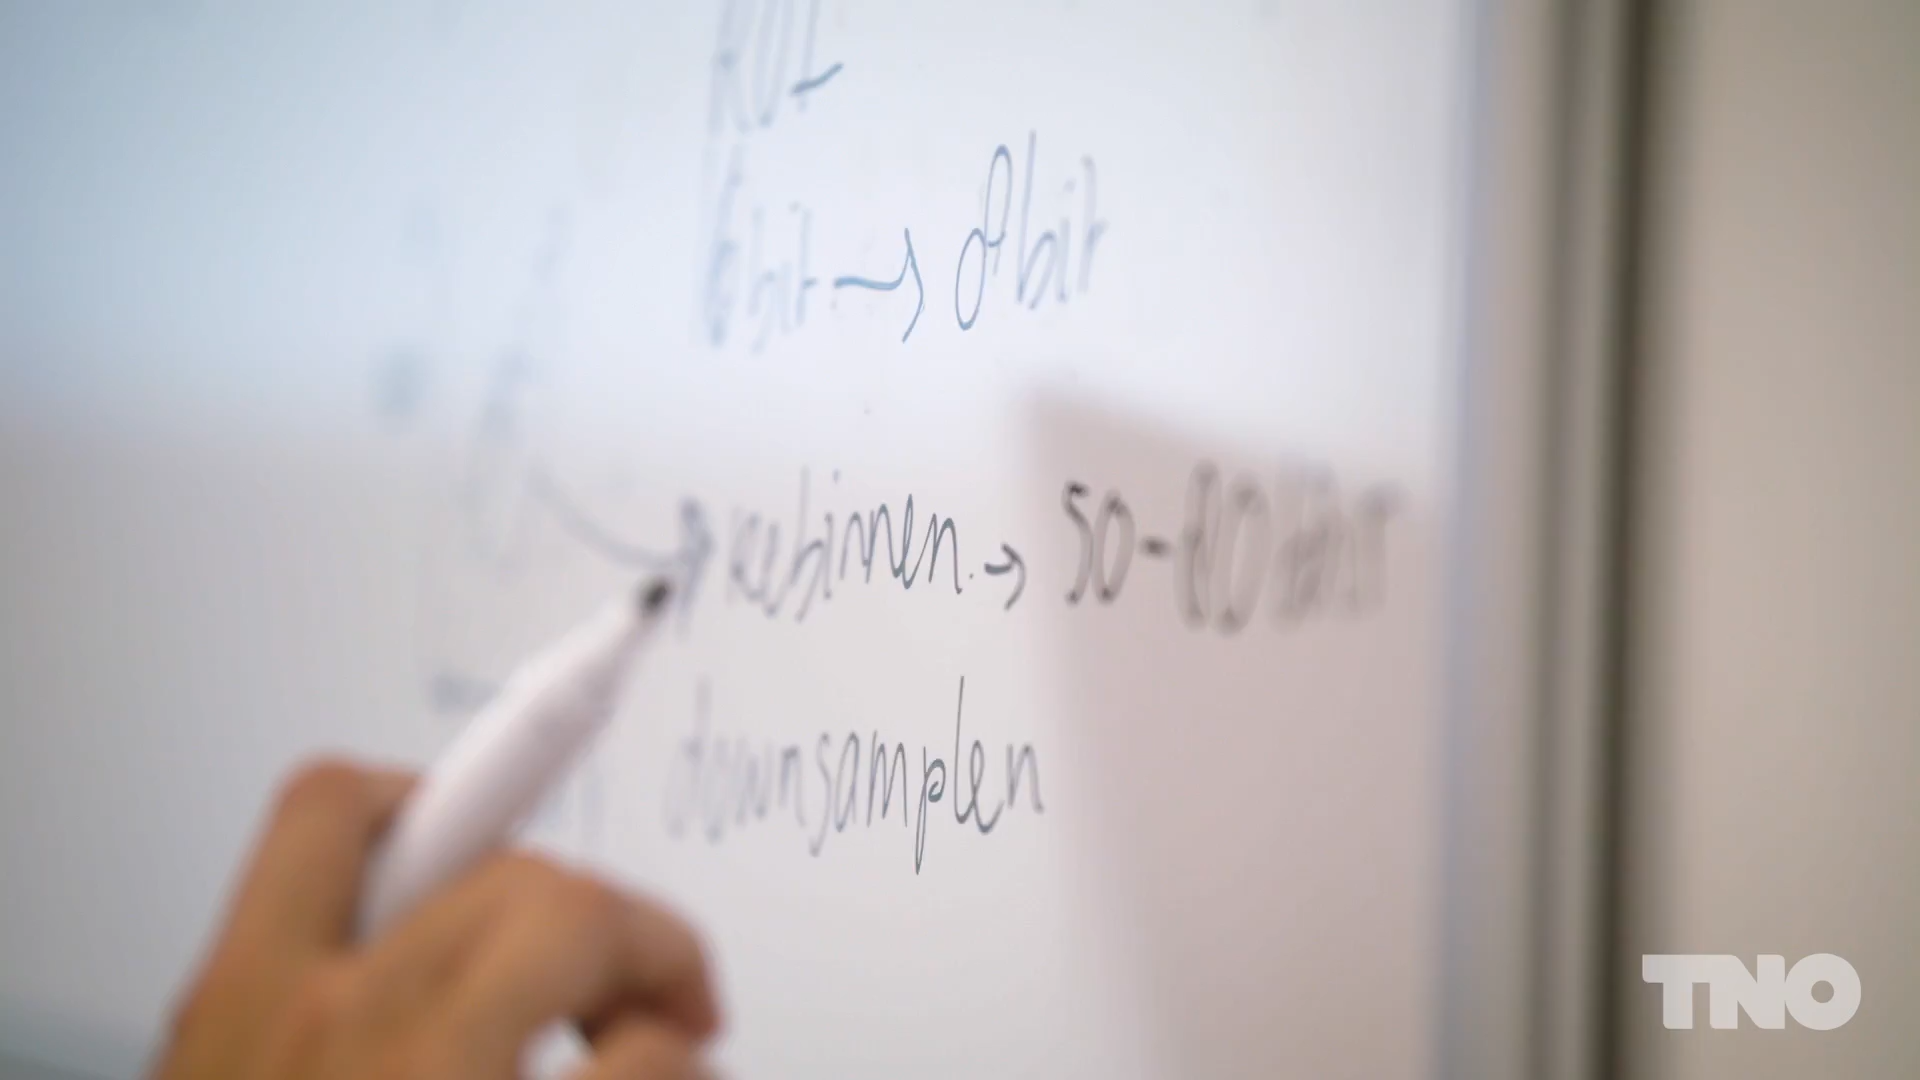 ROI
bit → 8bit
rebinnen. → 50-
downsamplen
TNO